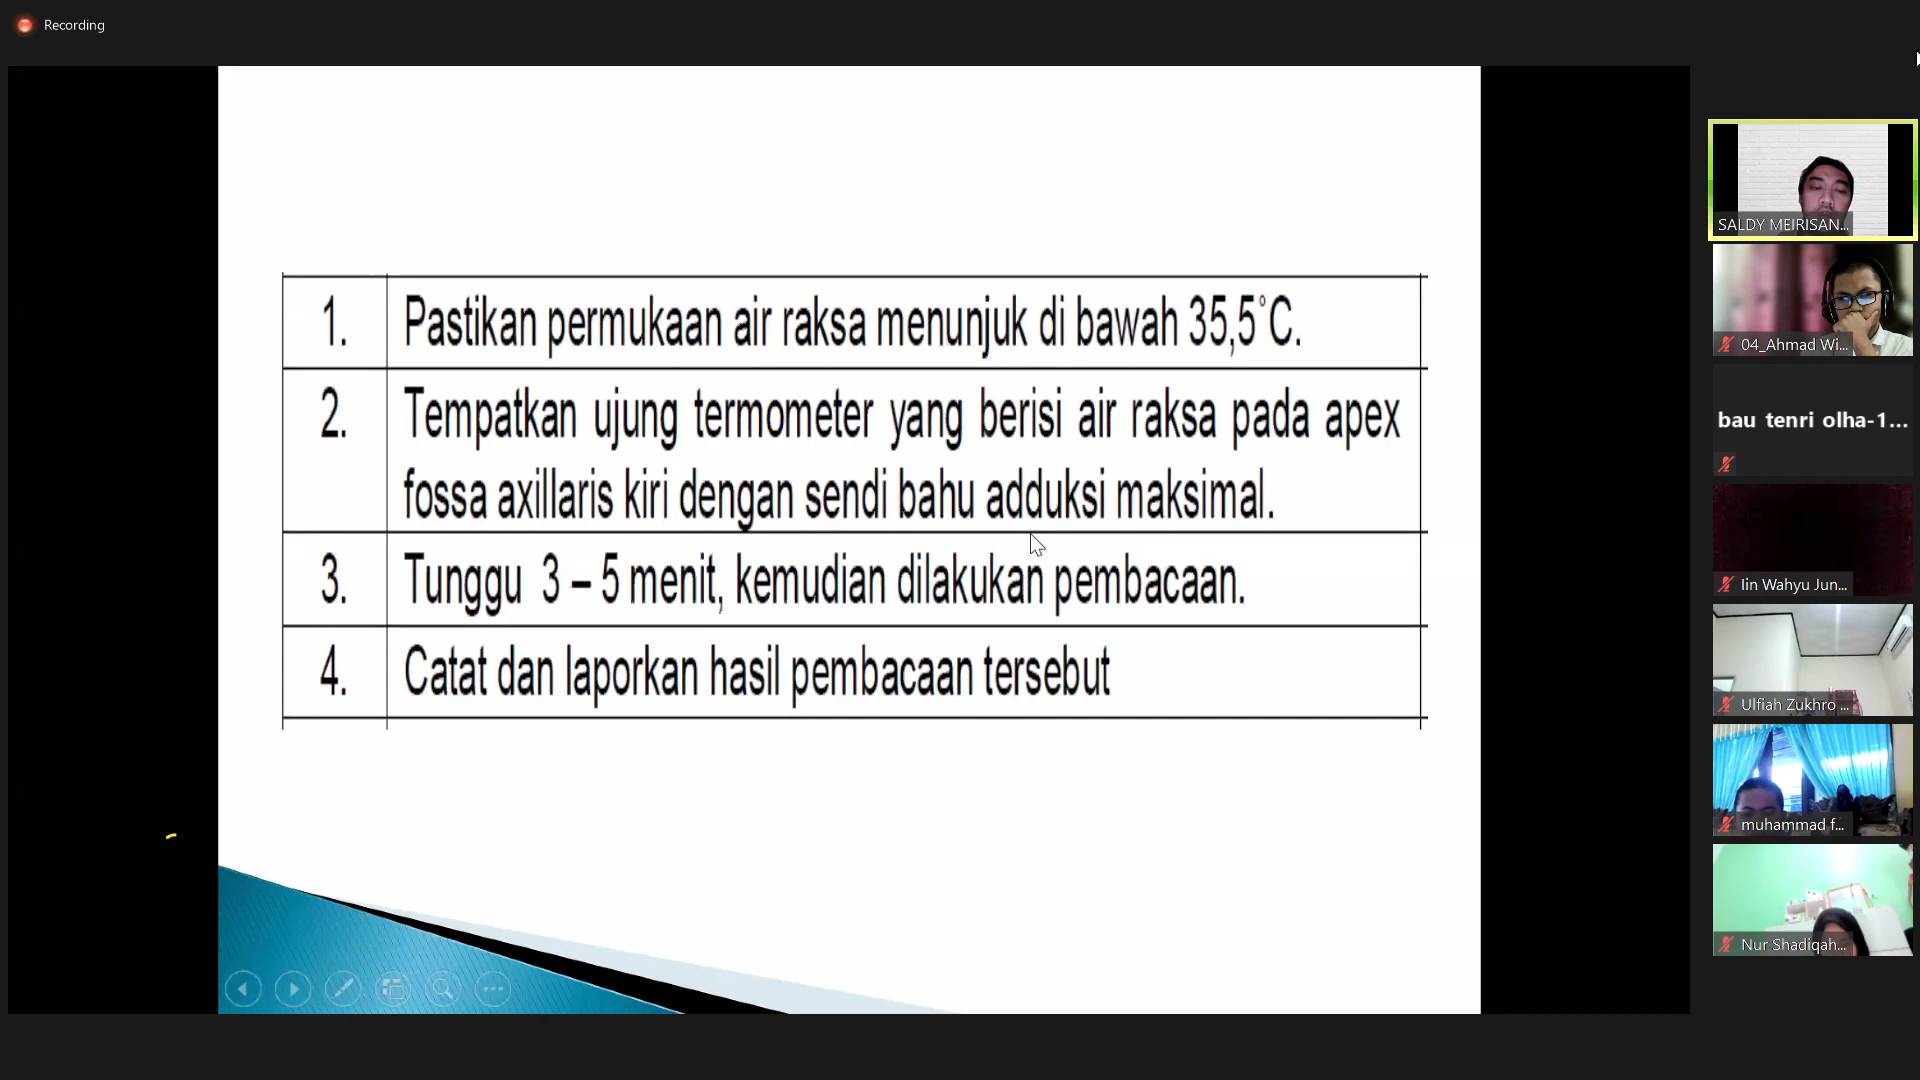 Recording
1. Pastikan permukaan air raksa menunjuk di bawah 35,5°C.
2. Tempatkan ujung termometer yang berisi air raksa pada apex
fossa axillaris kiri dengan sendi bahu adduksi maksimal.
3. Tunggu 3 – 5 menit, kemudian dilakukan pembacaan.
4. Catat dan laporkan hasil pembacaan tersebut
SALDY MEIRISAN...
04_Ahmad Wi...
bau tenri olha-1...
Iin Wahyu Jun...
Ulfiah Zukhro ...
muhammad f...
Nur Shadiqah...